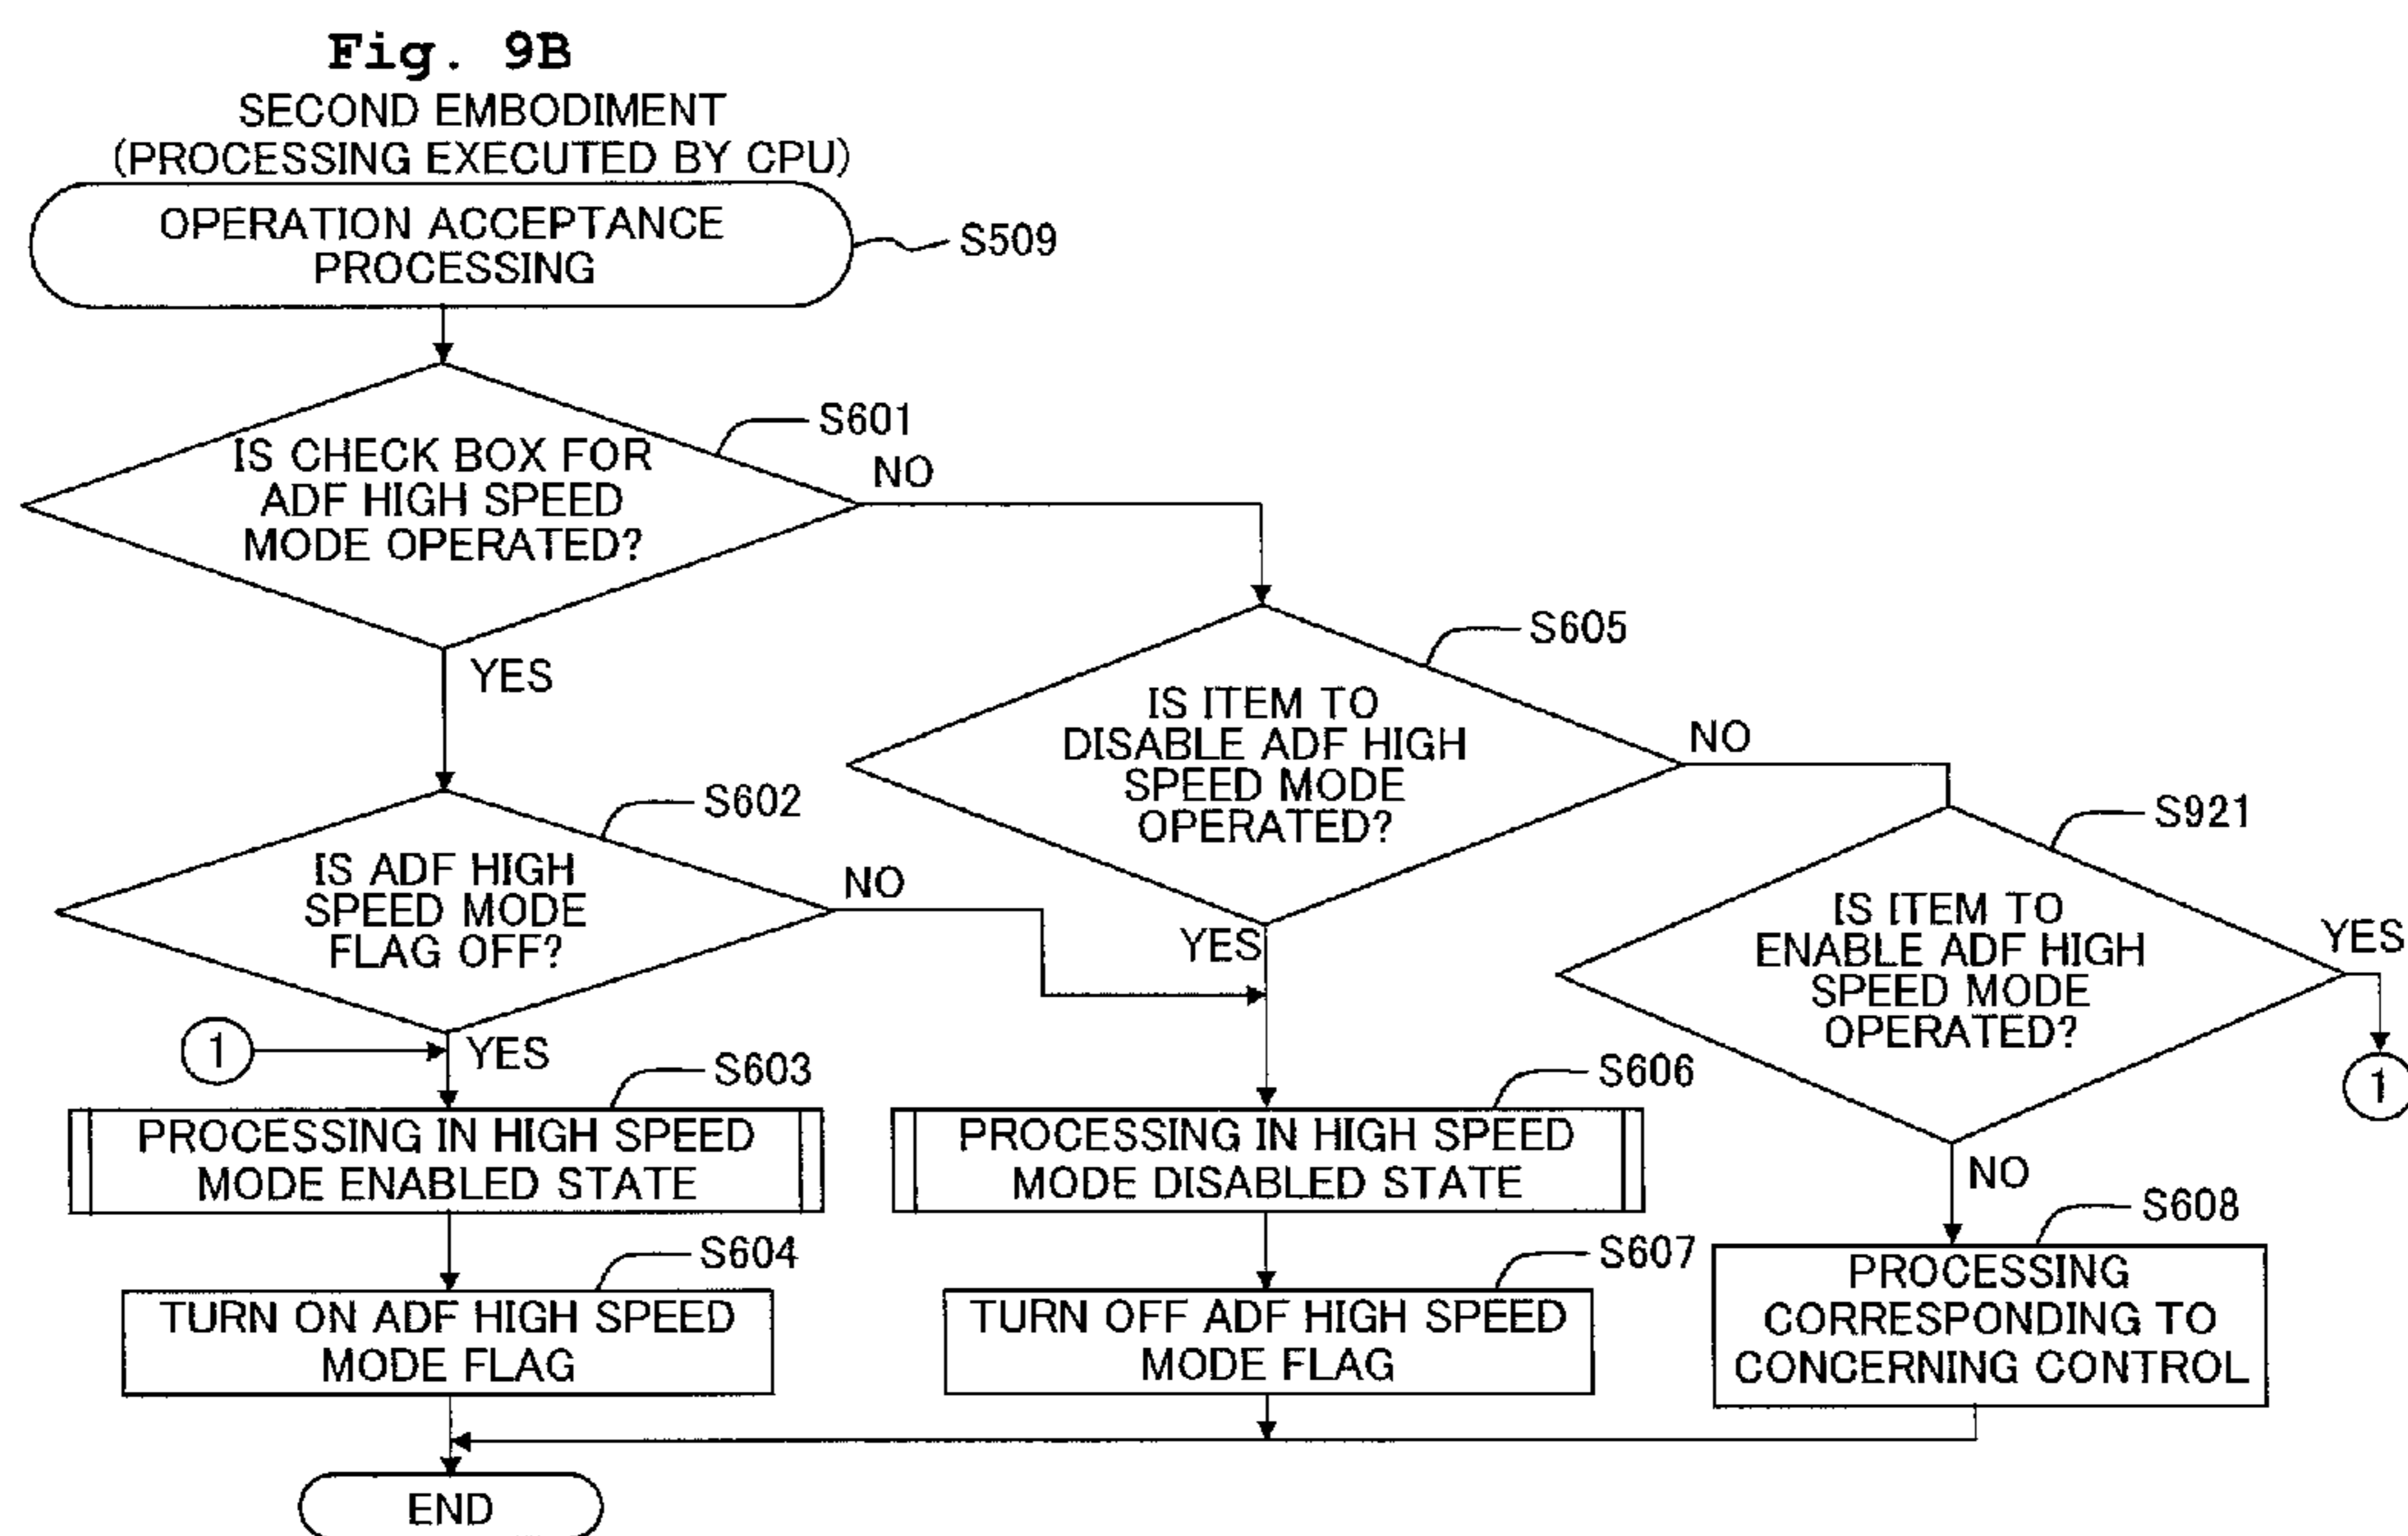 Fig. 9B
SECOND EMBODIMENT
(PROCESSING EXECUTED BY CPU)
OPERATION ACCEPTANCE
PROCESSING
S509
IS CHECK BOX FOR
ADF HIGH SPEED
MODE OPERATED?
S601
NO
YES
IS ITEM TO
DISABLE ADF HIGH
SPEED MODE
OPERATED?
S605
NO
YES
IS ADF HIGH
SPEED MODE
FLAG OFF?
S602
NO
YES
1
IS ITEM TO
ENABLE ADF HIGH
SPEED MODE
OPERATED?
S921
YES
1
NO
PROCESSING IN HIGH SPEED
MODE ENABLED STATE
S603
PROCESSING IN HIGH SPEED
MODE DISABLED STATE
S606
TURN ON ADF HIGH SPEED
MODE FLAG
S604
TURN OFF ADF HIGH SPEED
MODE FLAG
S607
PROCESSING
CORRESPONDING TO
CONCERNING CONTROL
S608
END